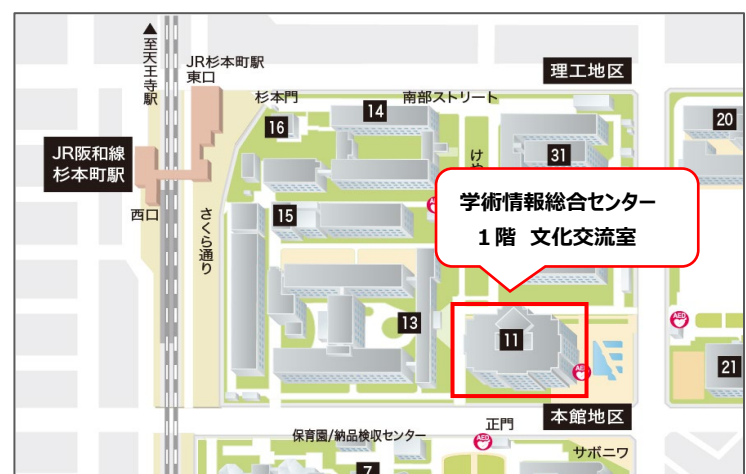 ▲至天王寺駅
JR杉本町駅
東口
理工地区
杉本門
南部ストリート
14
16
20
JR阪和線
杉本町駅
けや
31
西口
さくら通り
15
学術情報総合センター
１階 文化交流室
AED
13
11
AED
AED
21
本館地区
正門
保育園/納品検収センター
AED
サボニワ
7